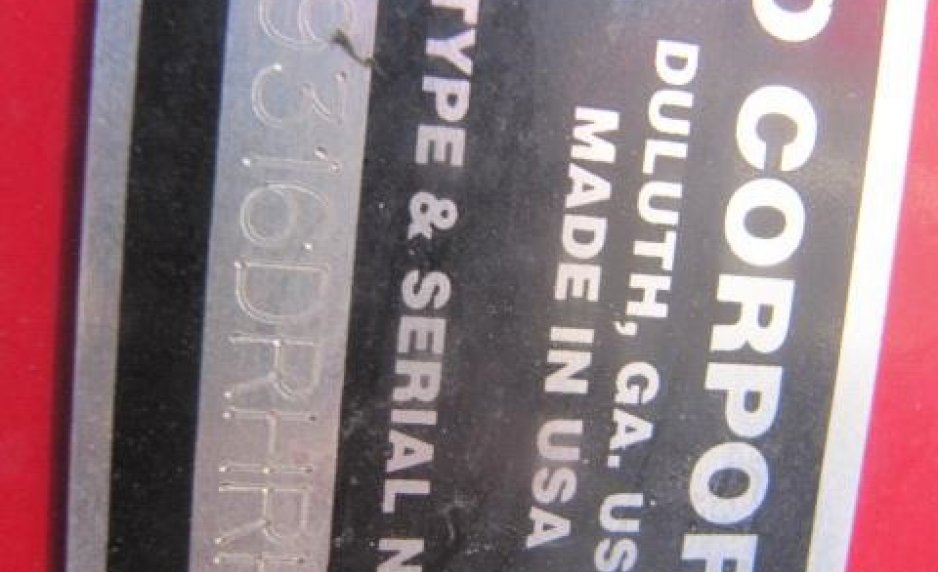 O CORPOR
DULUTH, GA. US
MADE IN USA
TYPE & SERIAL N
9316DRHR